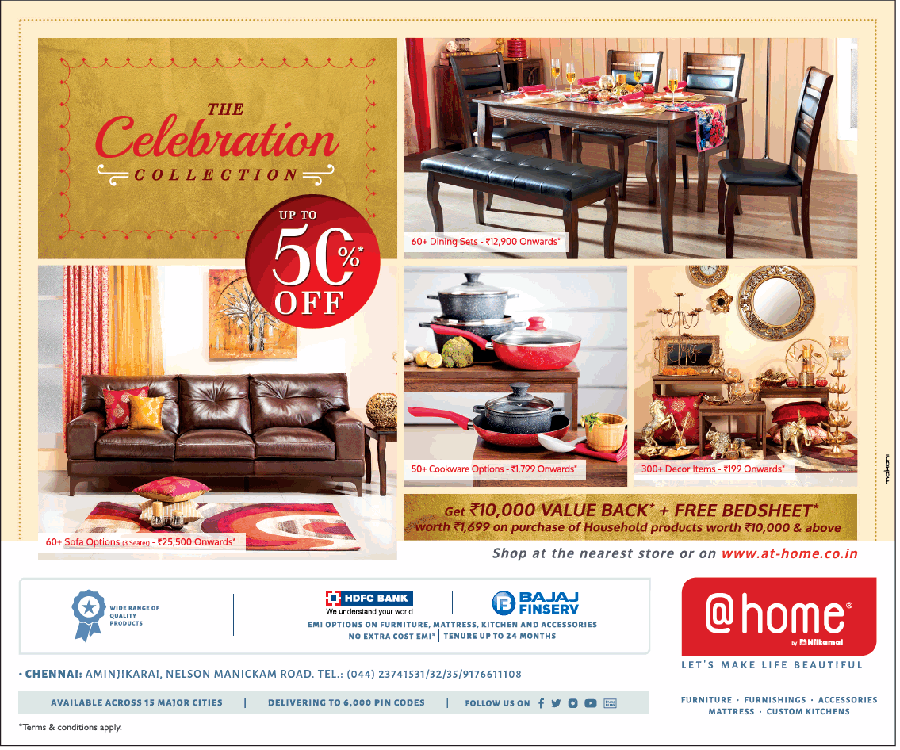 THE
Celebration
COLLECTION
UP TO
50%*
OFF
60+ Dining Sets - ₹12,900 Onwards*
50+ Cookware Options - ₹1,799 Onwards*
300+ Decor Items - ₹199 Onwards*
60+ Sofa Options (3 Seater) - ₹25,500 Onwards*
Get ₹10,000 VALUE BACK* + FREE BEDSHEET*
worth ₹1,699 on purchase of Household products worth ₹10,000 & above
Shop at the nearest store or on www.at-home.co.in
WIDE RANGE OF
QUALITY
PRODUCTS
HDFC BANK
We understand your world
BAJAJ
FINSERV
EMI OPTIONS ON FURNITURE, MATTRESS, KITCHEN AND ACCESSORIES
NO EXTRA COST EMI* | TENURE UP TO 24 MONTHS
@home®
by Nilkamal
LET'S MAKE LIFE BEAUTIFUL
• CHENNAI: AMINJIKARAI, NELSON MANICKAM ROAD. TEL.: (044) 23741531/32/35/9176611108
AVAILABLE ACROSS 15 MAJOR CITIES | DELIVERING TO 6,000 PIN CODES | FOLLOW US ON
FURNITURE • FURNISHINGS • ACCESSORIES
MATTRESS • CUSTOM KITCHENS
*Terms & conditions apply.